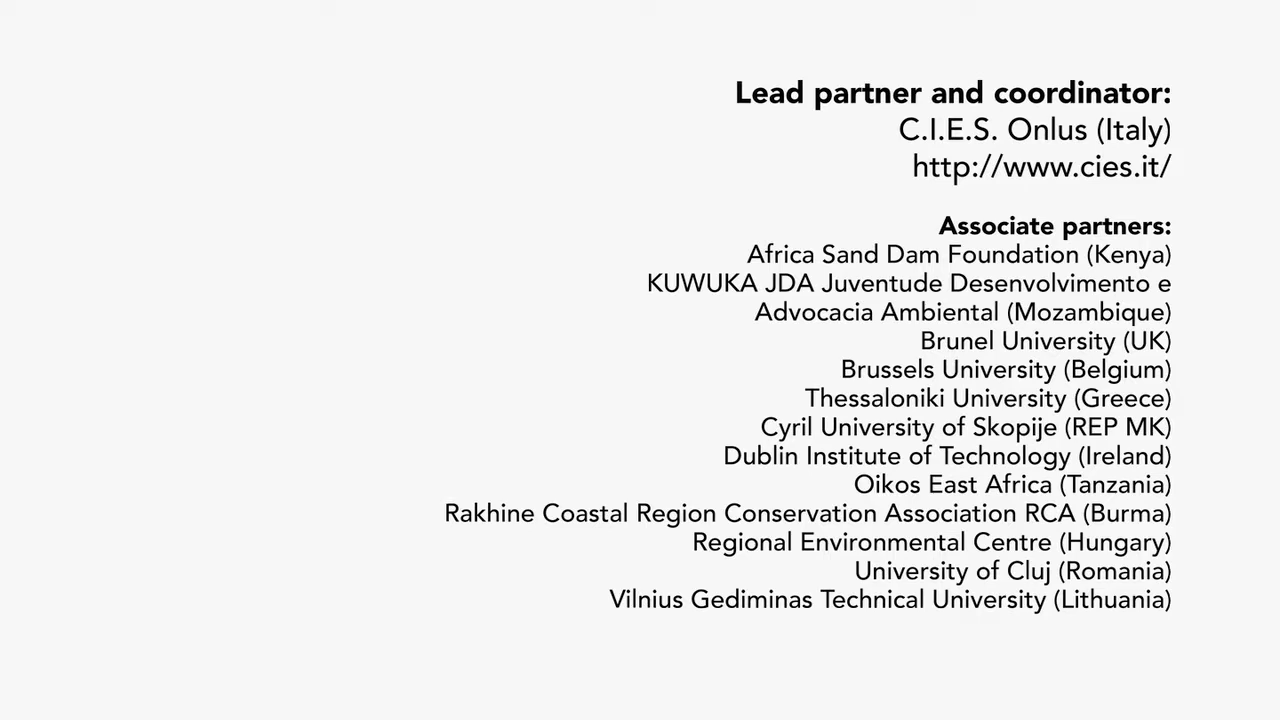 Lead partner and coordinator:
C.I.E.S. Onlus (Italy)
http://www.cies.it/
Associate partners:
Africa Sand Dam Foundation (Kenya)
KUWUKA JDA Juventude Desenvolvimento e
Advocacia Ambiental (Mozambique)
Brunel University (UK)
Brussels University (Belgium)
Thessaloniki University (Greece)
Cyril University of Skopije (REP MK)
Dublin Institute of Technology (Ireland)
Oikos East Africa (Tanzania)
Rakhine Coastal Region Conservation Association RCA (Burma)
Regional Environmental Centre (Hungary)
University of Cluj (Romania)
Vilnius Gediminas Technical University (Lithuania)